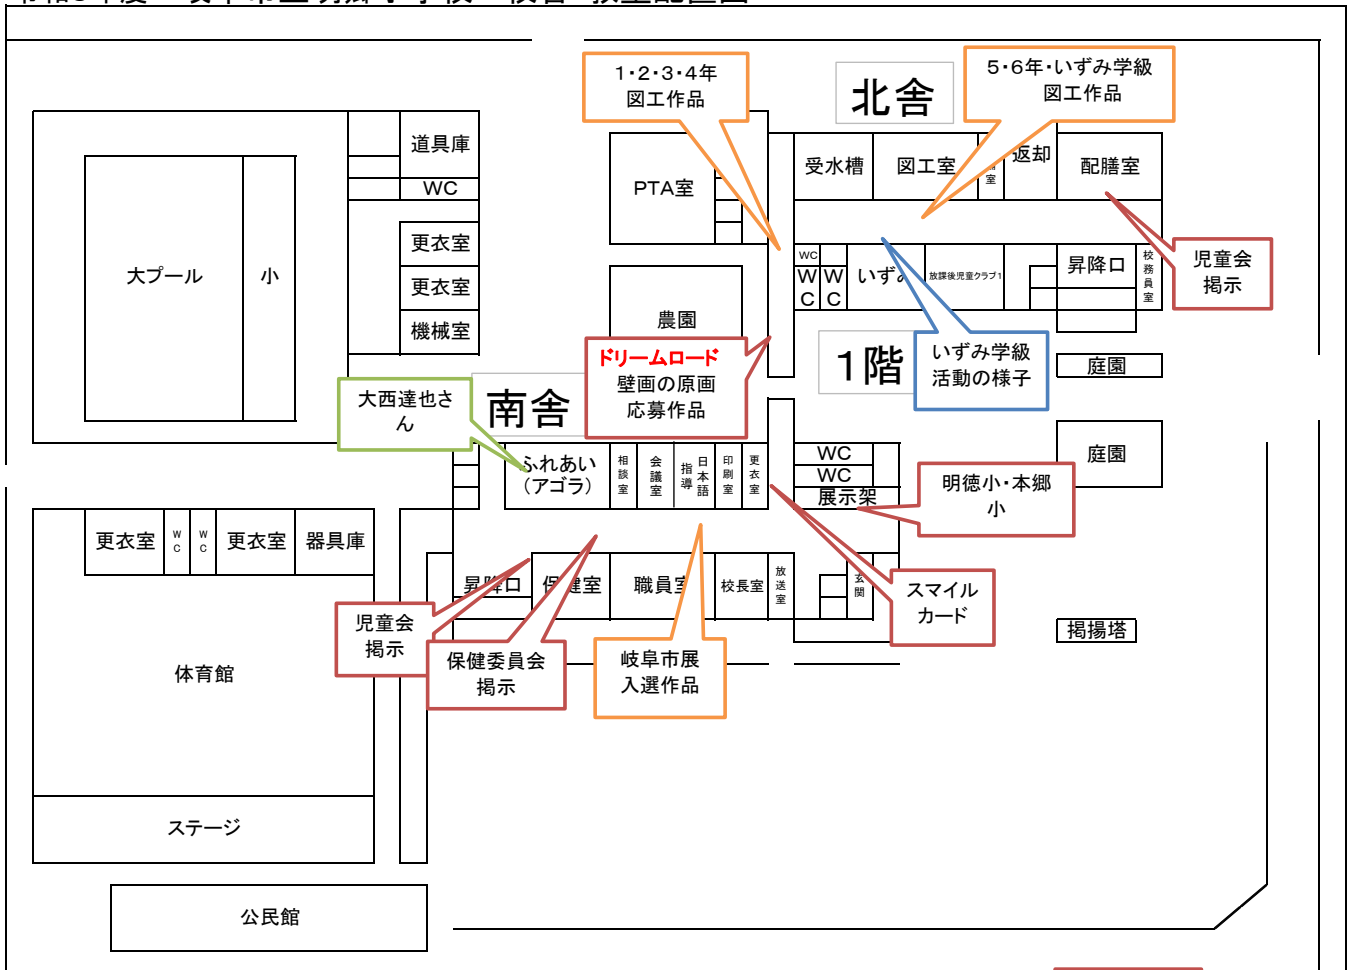 1・2・3・4年
図工作品
北舎
5・6年・いずみ学級
図工作品
道具庫
WC
更衣室
更衣室
機械室
大プール
小
PTA室
受水槽
図工室
室
返却
配膳室
児童会
掲示
WC
WC
WC
いずみ
放課後児童クラブ1
昇降口
校務員室
農園
ドリームロード
壁画の原画
応募作品
1階
いずみ学級
活動の様子
庭園
庭園
大西達也さ
ん
南舎
ふれあい
（アゴラ）
相談室
会議室
日本語
指導
印刷室
更衣室
WC
WC
展示架
明徳小・本郷
小
更衣室
WC
WC
更衣室
器具庫
昇降口
保健室
職員室
校長室
放送室
玄関
スマイル
カード
児童会
掲示
保健委員会
掲示
岐阜市展
入選作品
掲揚塔
体育館
ステージ
公民館